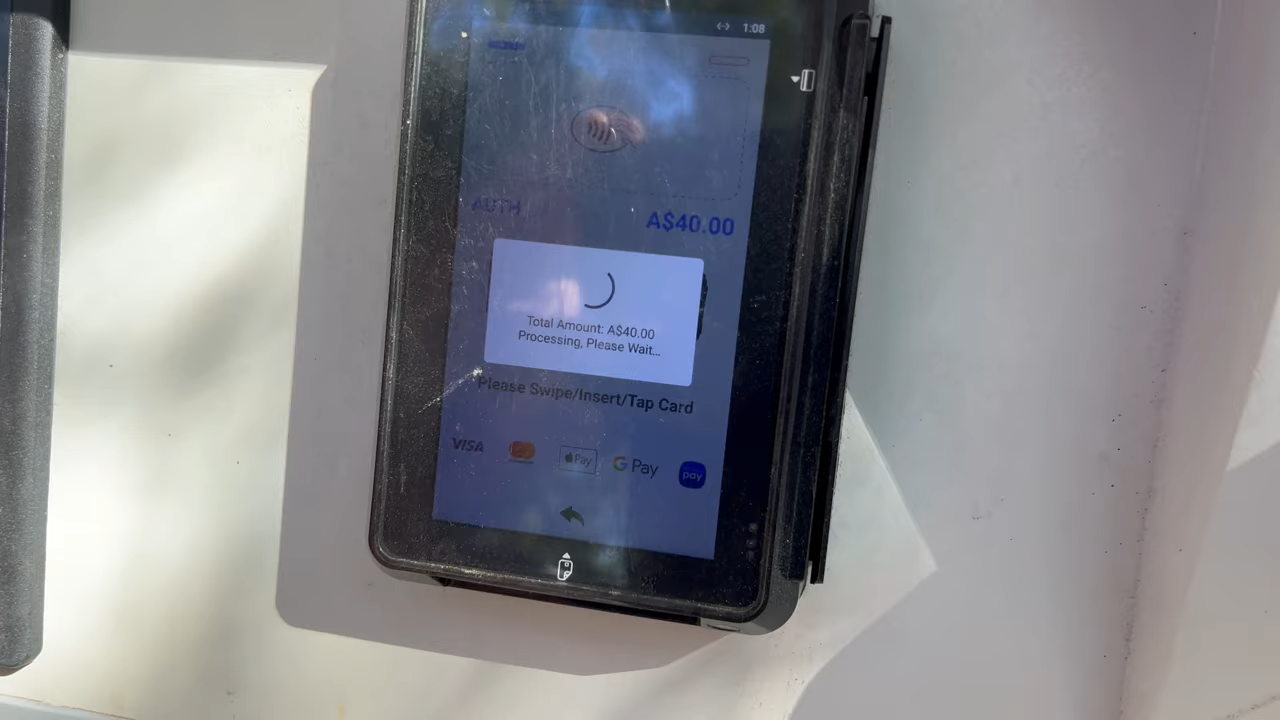 1:08
AUTH
A$40.00
Total Amount: A$40.00
Processing, Please Wait...
Please Swipe/Insert/Tap Card
VISA
Pay
G Pay
pay